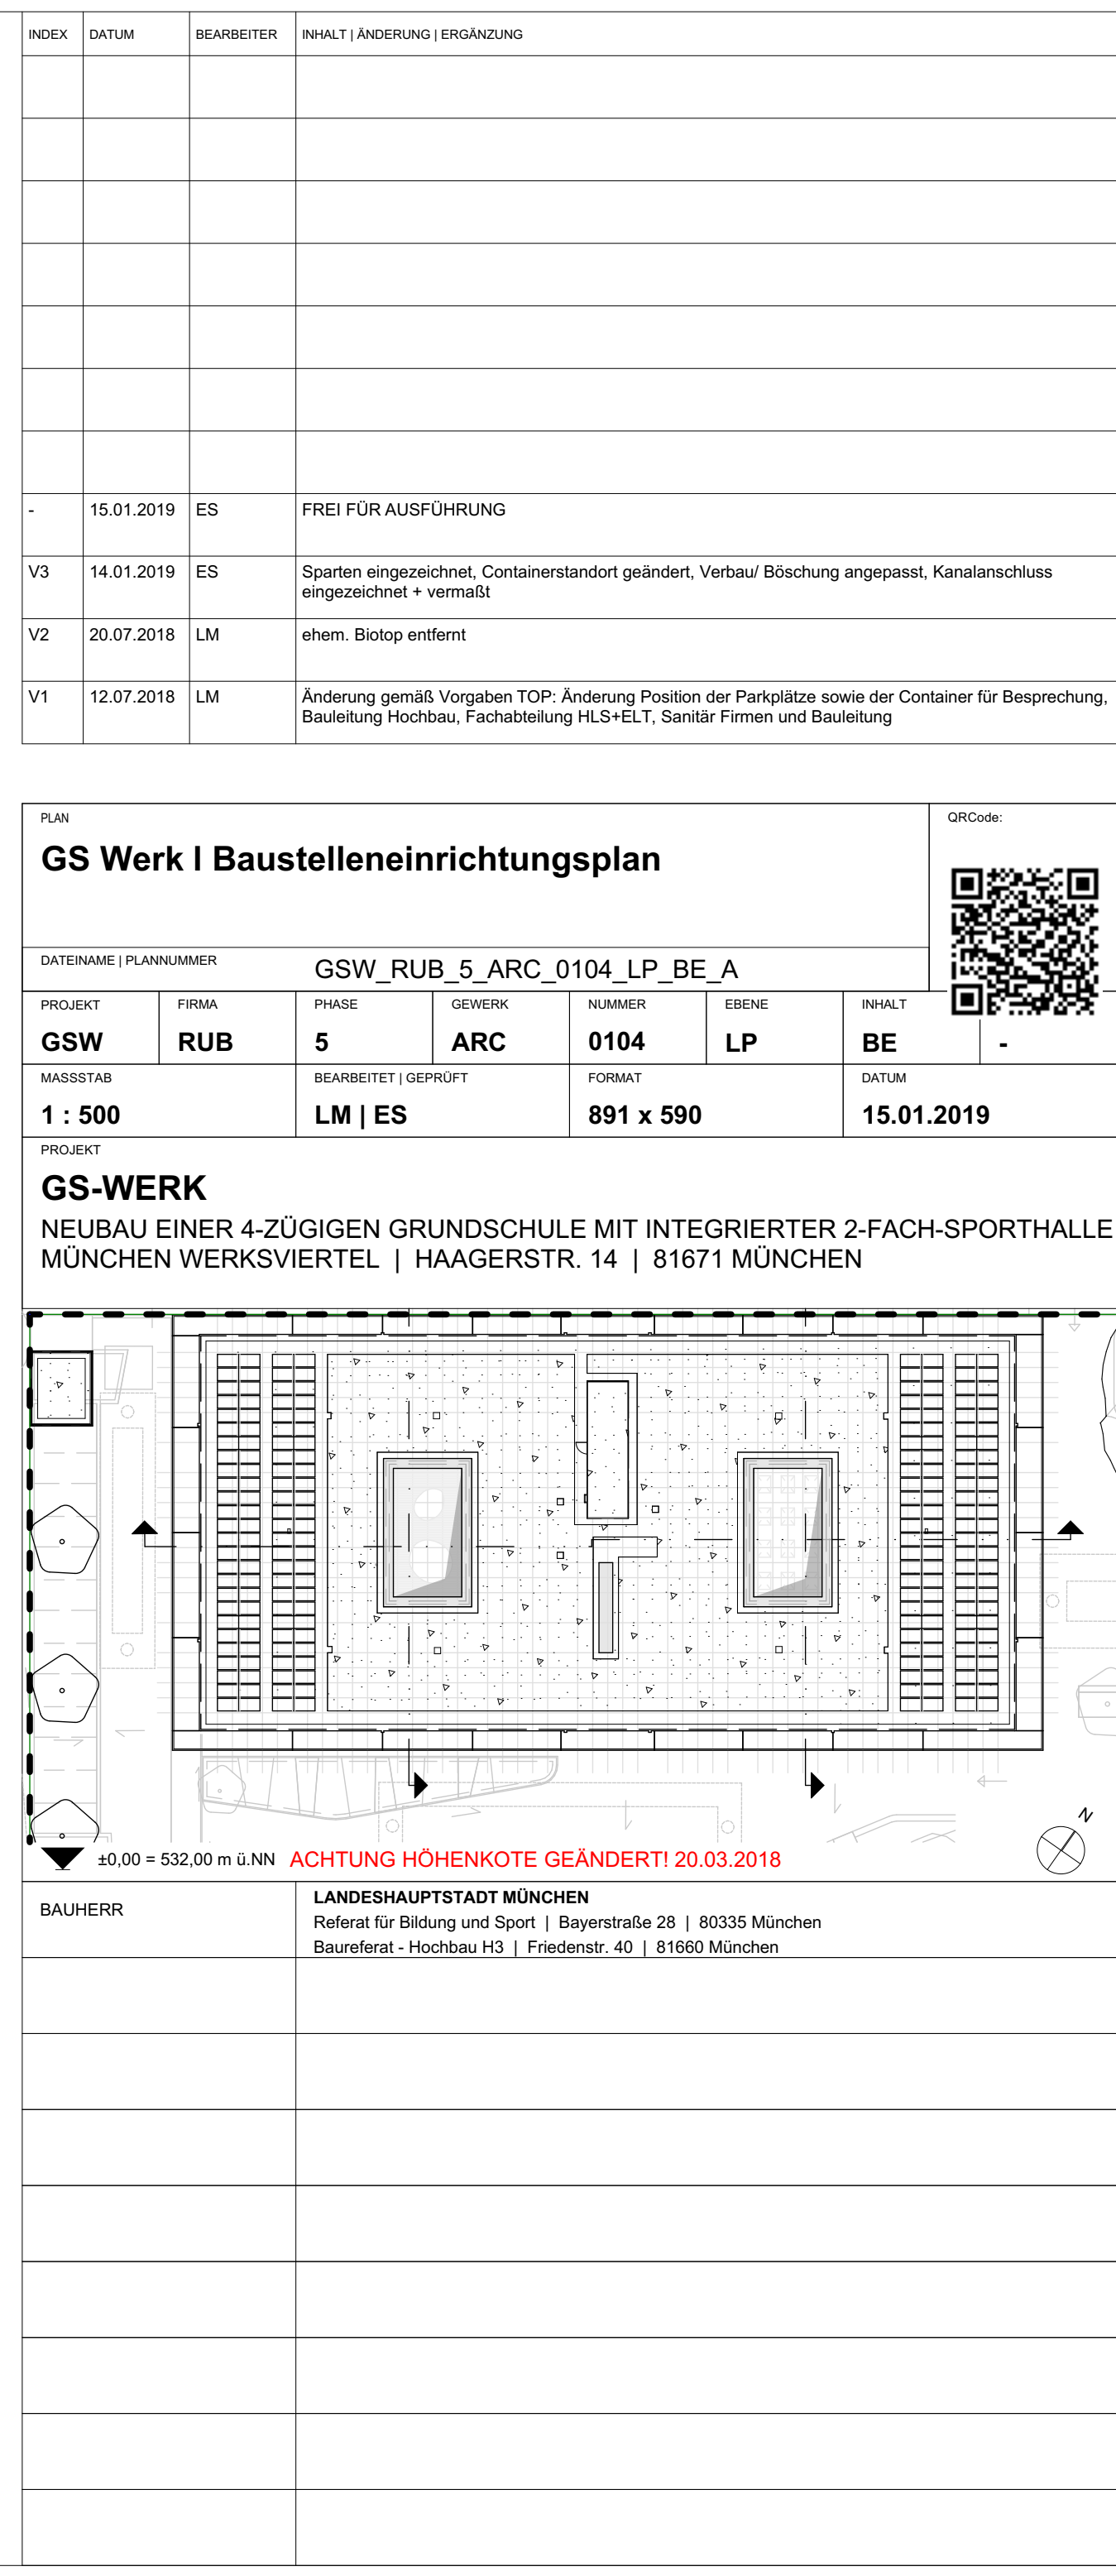 INDEX DATUM BEARBEITER INHALT | ÄNDERUNG | ERGÄNZUNG
- 15.01.2019 ES FREI FÜR AUSFÜHRUNG
V3 14.01.2019 ES Sparten eingezeichnet, Containerstandort geändert, Verbau/ Böschung angepasst, Kanalanschluss
eingezeichnet + vermaßt
V2 20.07.2018 LM ehem. Biotop entfernt
V1 12.07.2018 LM Änderung gemäß Vorgaben TOP: Änderung Position der Parkplätze sowie der Container für Besprechung,
Bauleitung Hochbau, Fachabteilung HLS+ELT, Sanitär Firmen und Bauleitung
PLAN
GS Werk I Baustelleneinrichtungsplan
QRCode:
DATEINAME | PLANNUMMER GSW_RUB_5_ARC_0104_LP_BE_A
PROJEKT FIRMA PHASE GEWERK NUMMER EBENE INHALT
GSW RUB 5 ARC 0104 LP BE -
MASSSTAB BEARBEITET | GEPRÜFT FORMAT DATUM
1 : 500 LM | ES 891 x 590 15.01.2019
PROJEKT
GS-WERK
NEUBAU EINER 4-ZÜGIGEN GRUNDSCHULE MIT INTEGRIERTER 2-FACH-SPORTHALLE
MÜNCHEN WERKSVIERTEL | HAAGERSTR. 14 | 81671 MÜNCHEN
N
±0,00 = 532,00 m ü.NN ACHTUNG HÖHENKOTE GEÄNDERT! 20.03.2018
BAUHERR
LANDESHAUPTSTADT MÜNCHEN
Referat für Bildung und Sport | Bayerstraße 28 | 80335 München
Baureferat - Hochbau H3 | Friedenstr. 40 | 81660 München